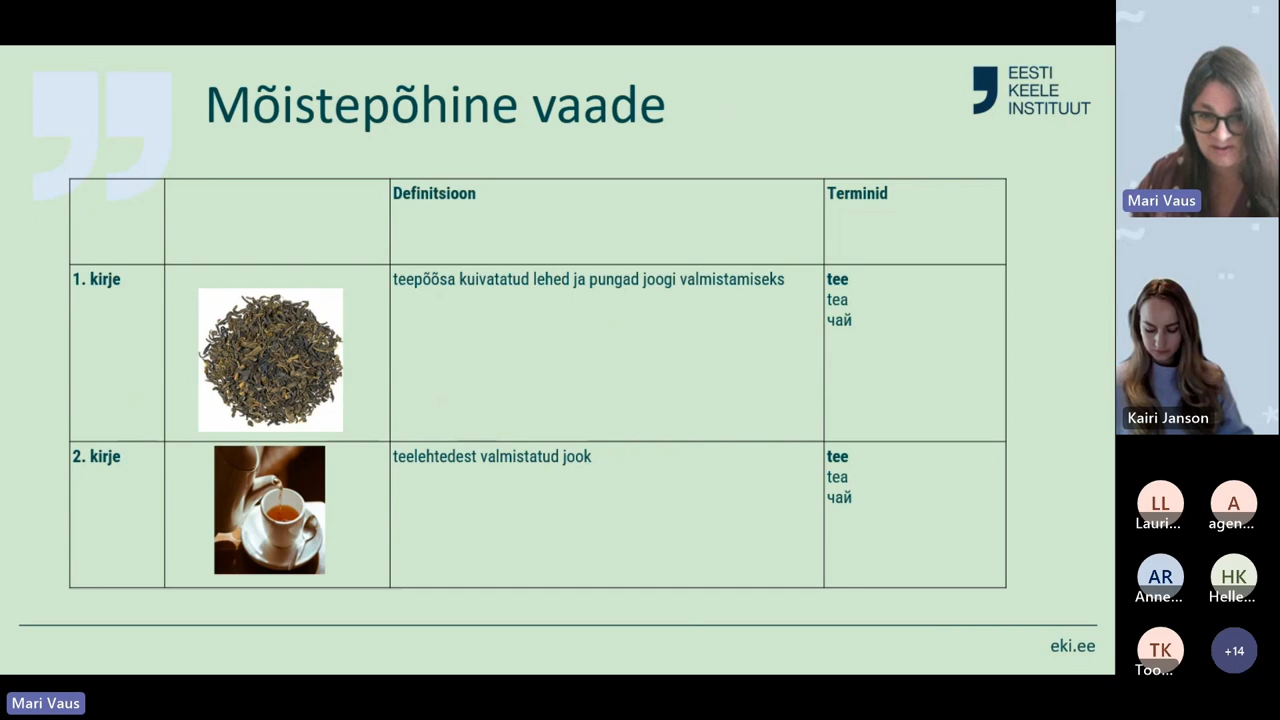 Mõistepõhine vaade
EESTI
KEELE
INSTITUUT
Definitsioon
Terminid
1. kirje
teepõõsa kuivatatud lehed ja pungad joogi valmistamiseks
tee
tea
чай
2. kirje
teelehtedest valmistatud jook
tee
tea
чай
eki.ee
Mari Vaus
Mari Vaus
Kairi Janson
LL
A
Lauri...
agen...
AR
HK
Anne...
Helle...
TK
+14
Too...